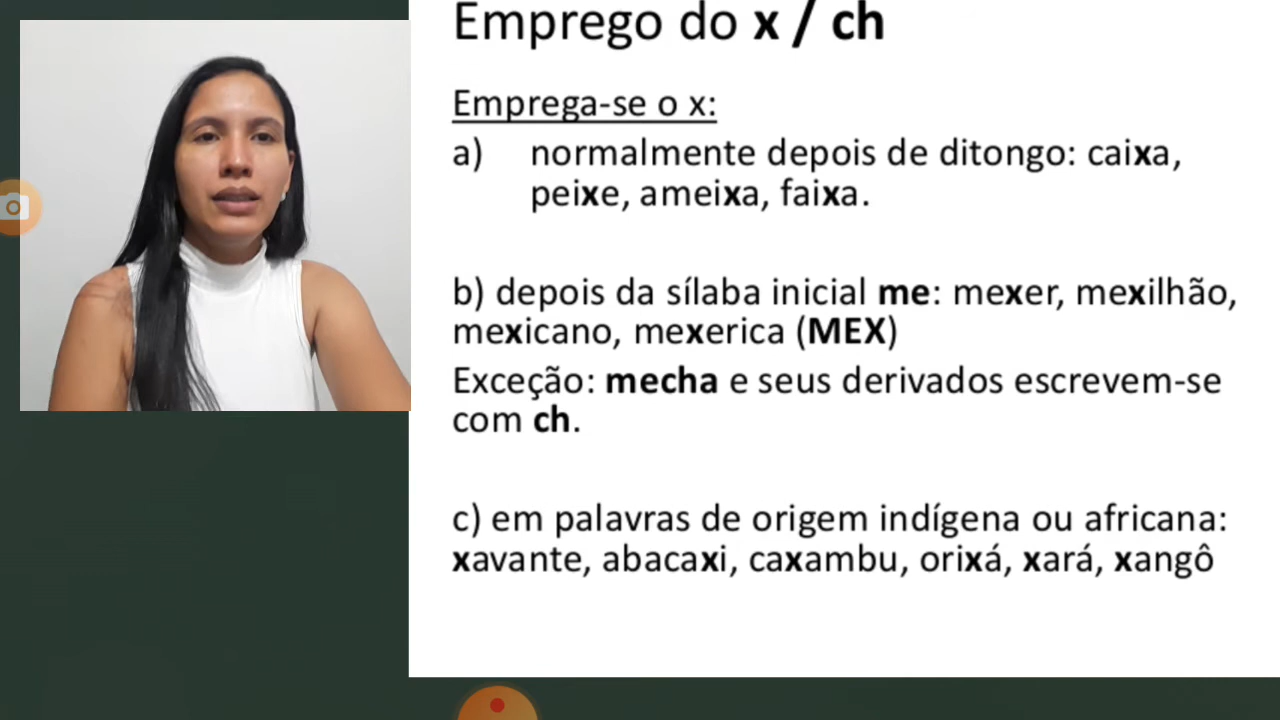 Emprego do x / ch
Emprega-se o x:
a) normalmente depois de ditongo: caixa,
peixe, ameixa, faixa.
b) depois da sílaba inicial me: mexer, mexilhão,
mexicano, mexerica (MEX)
Exceção: mecha e seus derivados escrevem-se
com ch.
c) em palavras de origem indígena ou africana:
xavante, abacaxi, caxambu, orixá, xará, xangô